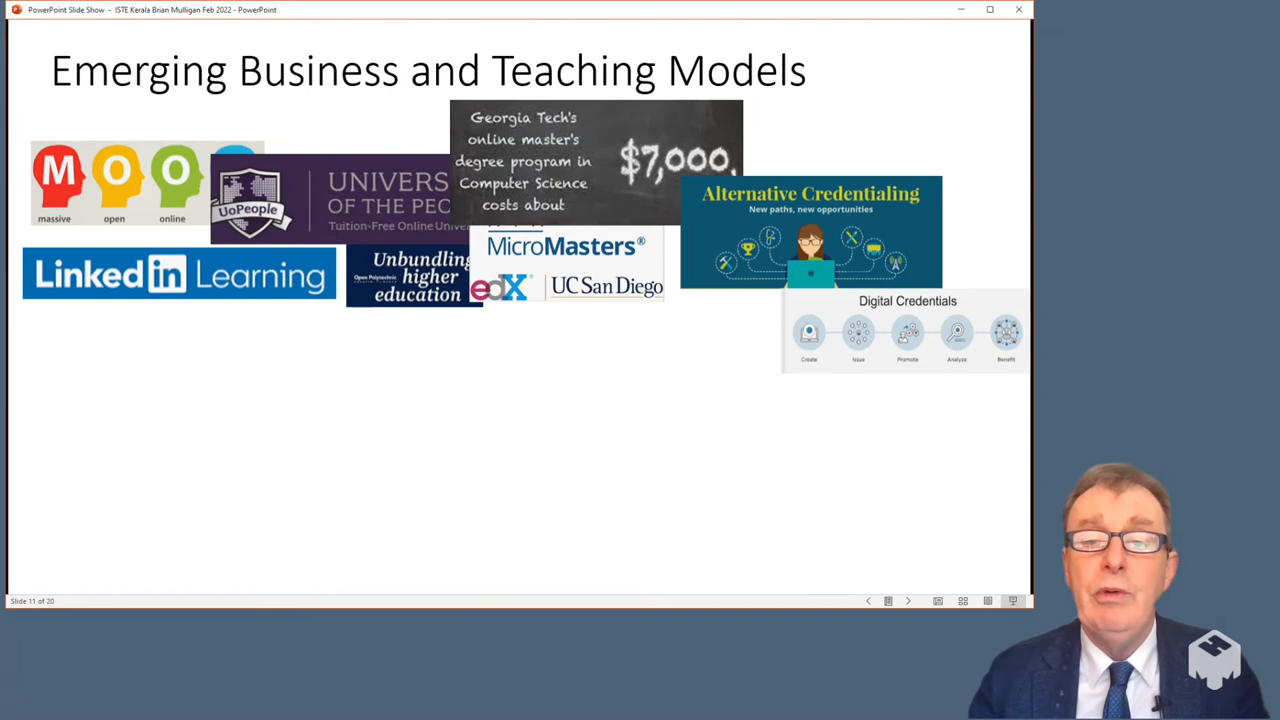 PowerPoint Slide Show - ISTE Kerala Brian Mulligan Feb 2022 - PowerPoint
Emerging Business and Teaching Models
M O O
massive open online
UoPeople
UNIVERS
OF THE PE
Tuition-Free Online Unive
Georgia Tech's
online master's
degree program in
Computer Science
costs about
$7,000.
Alternative Credentialing
New paths, new opportunities
LinkedIn Learning
Open Polytechnic
Unbundling
higher
education
MicroMasters®
edX UC San Diego
Digital Credentials
Create Issue Promote Analyze Benefit
Slide 11 of 20